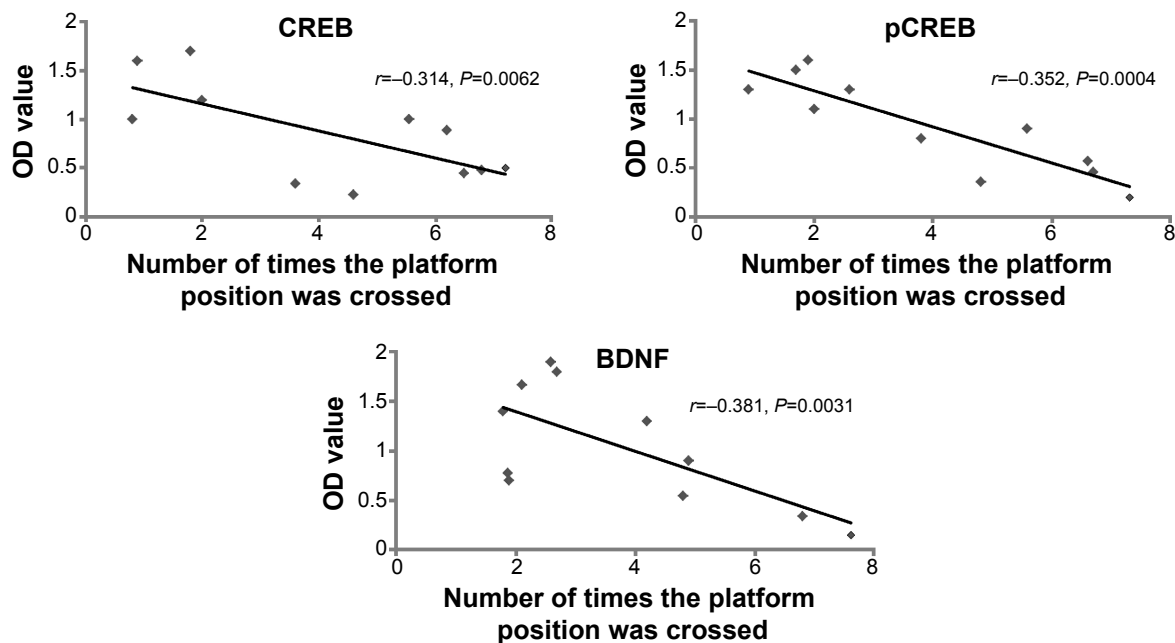 CREB
2
1.5
1
0.5
0
OD value
r=–0.314, P=0.0062
0 2 4 6 8
Number of times the platform
position was crossed
pCREB
2
1.5
1
0.5
0
OD value
r=–0.352, P=0.0004
0 2 4 6 8
Number of times the platform
position was crossed
BDNF
2
1.5
1
0.5
0
OD value
r=–0.381, P=0.0031
0 2 4 6 8
Number of times the platform
position was crossed